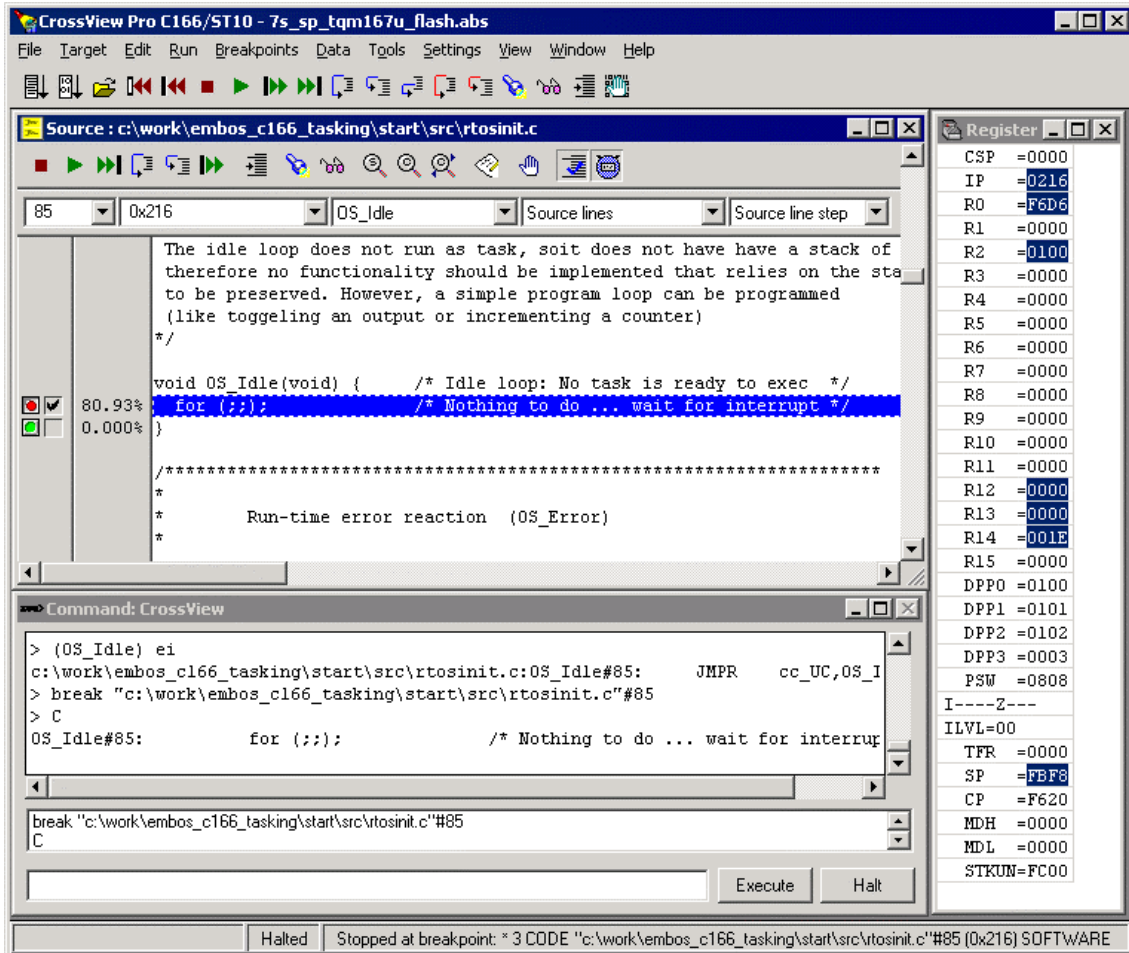 CrossView Pro C166/ST10 - 7s_sp_tqm167u_flash.abs
File Target Edit Run Breakpoints Data Tools Settings View Window Help
Source : c:\work\embos_c166_tasking\start\src\rtosinit.c
85 0x216 OS_Idle Source lines Source line step
The idle loop does not run as task, soit does not have have a stack of
therefore no functionality should be implemented that relies on the sta
to be preserved. However, a simple program loop can be programmed
(like toggeling an output or incrementing a counter)
*/
void OS_Idle(void) { /* Idle loop: No task is ready to exec */
80.93% for (;;); /* Nothing to do ... wait for interrupt */
0.000% }
/*********************************************************************
*
* Run-time error reaction (OS_Error)
*
Command: CrossView
> (OS_Idle) ei
c:\work\embos_c166_tasking\start\src\rtosinit.c:OS_Idle#85: JMPR cc_UC,OS_I
> break "c:\work\embos_c166_tasking\start\src\rtosinit.c"#85
> C
OS_Idle#85: for (;;); /* Nothing to do ... wait for interrup
break "c:\work\embos_c166_tasking\start\src\rtosinit.c"#85
C
Execute Halt
Register
CSP =0000
IP =0216
R0 =F6D6
R1 =0000
R2 =0100
R3 =0000
R4 =0000
R5 =0000
R6 =0000
R7 =0000
R8 =0000
R9 =0000
R10 =0000
R11 =0000
R12 =0000
R13 =0000
R14 =001E
R15 =0000
DPP0 =0100
DPP1 =0101
DPP2 =0102
DPP3 =0003
PSW =0808
I----Z---
ILVL=00
TFR =0000
SP =FBF8
CP =F620
MDH =0000
MDL =0000
STKUN=FC00
Halted Stopped at breakpoint: * 3 CODE "c:\work\embos_c166_tasking\start\src\rtosinit.c"#85 (0x216) SOFTWARE